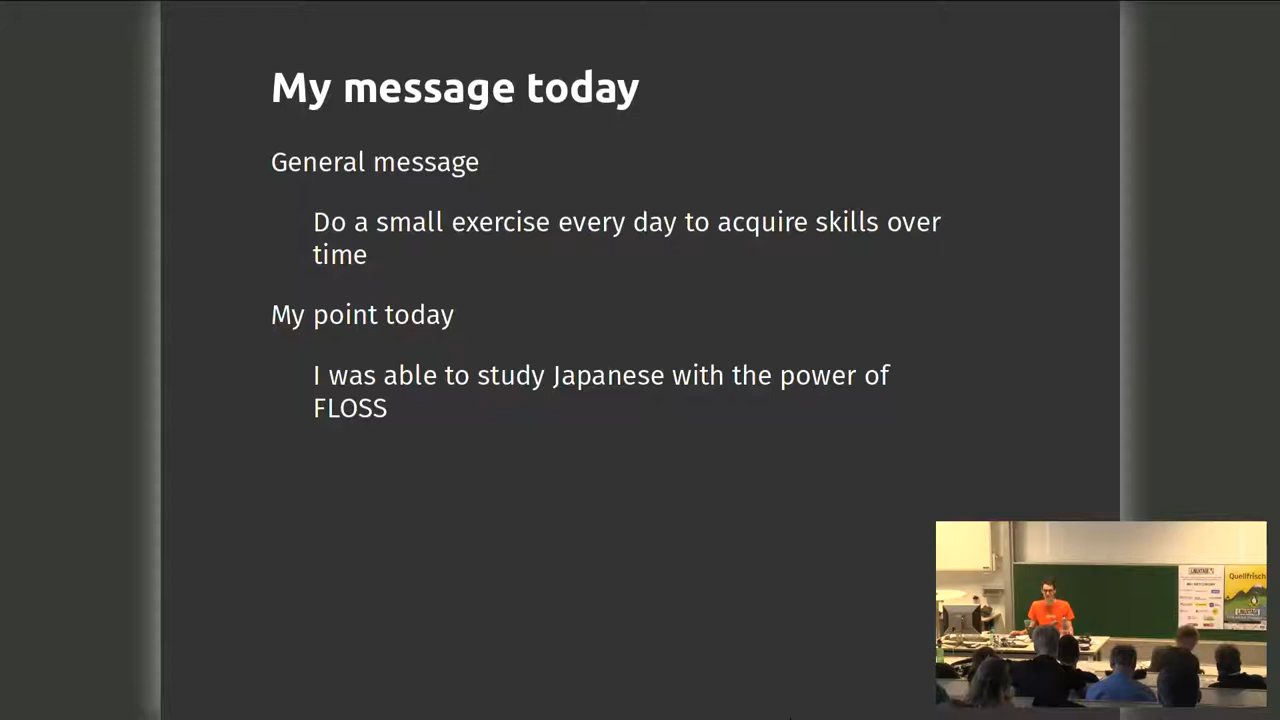 My message today
General message
Do a small exercise every day to acquire skills over
time
My point today
I was able to study Japanese with the power of
FLOSS
Quellfrisch
LINUXTAGE